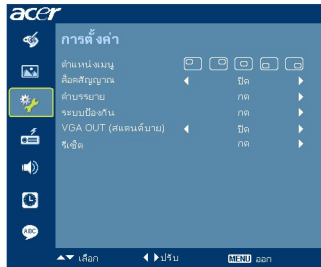 acer
การตั้งค่า
ตำแหน่งเมนู
ล็อคสัญญาณ ปิด
คำบรรยาย กด
ระบบป้องกัน กด
VGA OUT (สแตนด์บาย) ปิด
รีเซ็ต กด
ABC
เลือก ปรับ MENU ออก